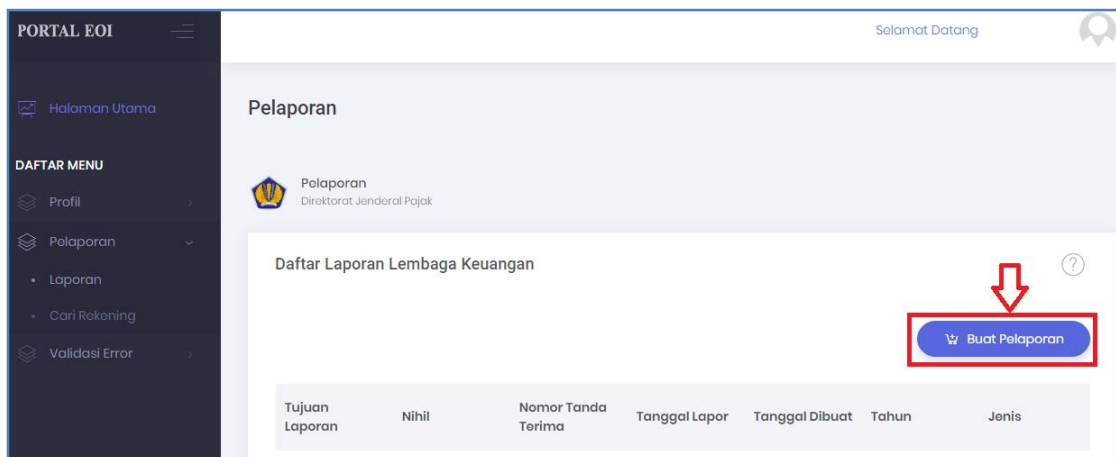 PORTAL EOI
Selamat Datang
Halaman Utama
DAFTAR MENU
Profil
Pelaporan
Laporan
Cari Rekening
Validasi Error
Pelaporan
Pelaporan
Direktorat Jenderal Pajak
Daftar Laporan Lembaga Keuangan
?
Buat Pelaporan
Tujuan
Laporan
Nihil
Nomor Tanda
Terima
Tanggal Lapor
Tanggal Dibuat
Tahun
Jenis